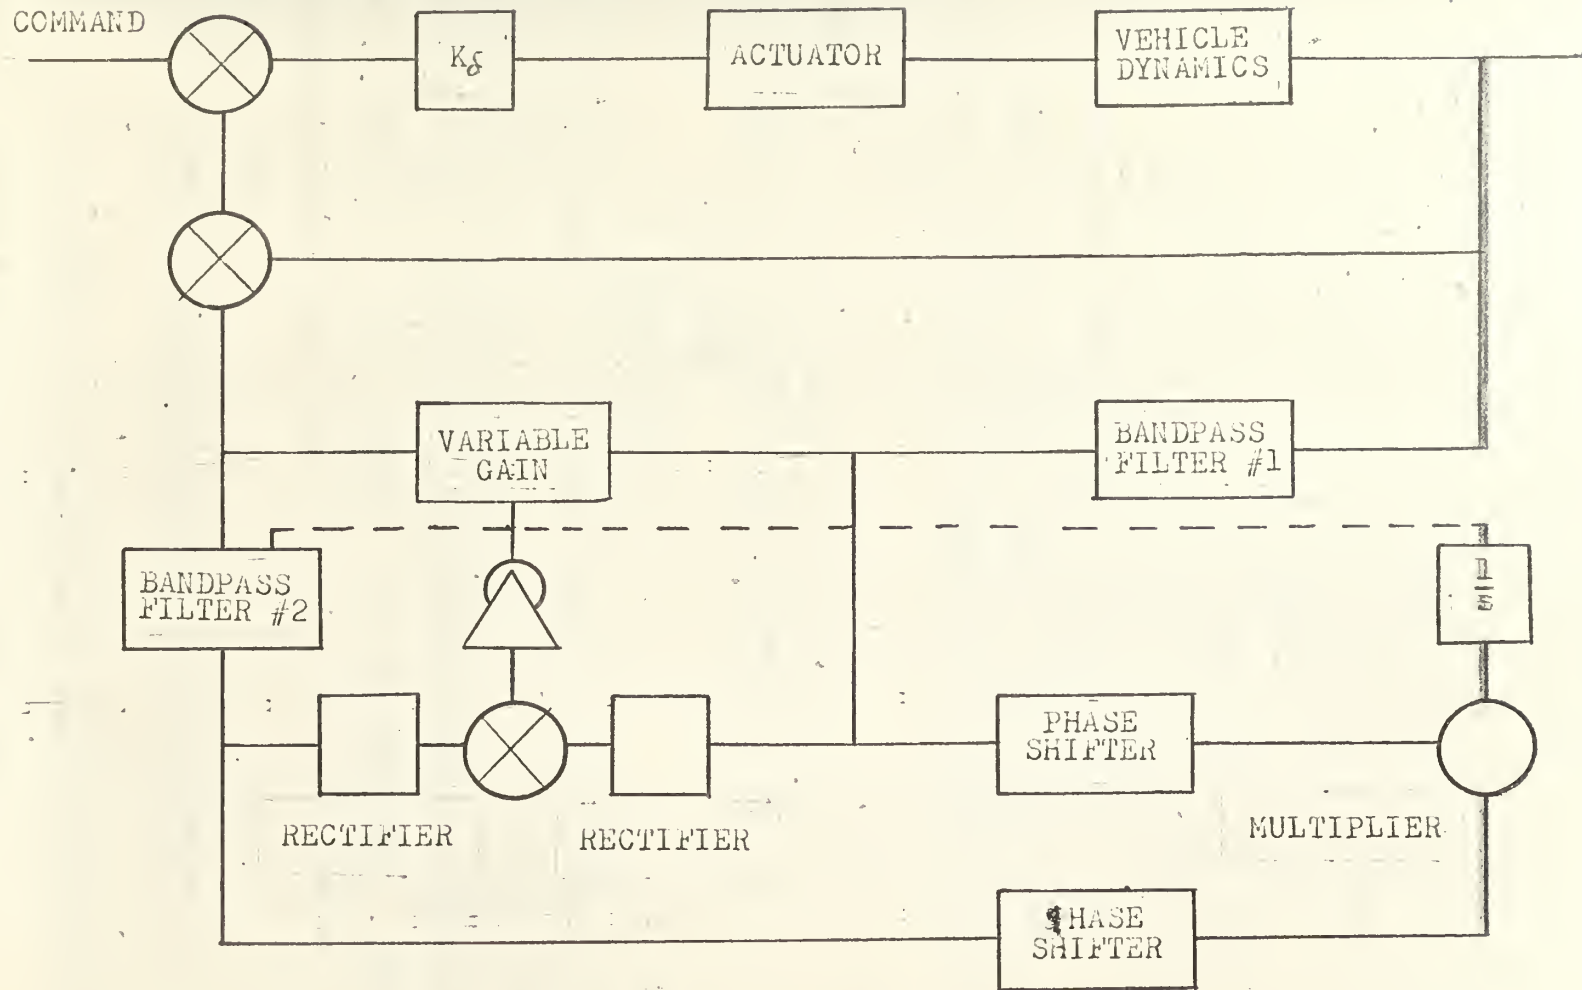 COMMAND
Kδ
ACTUATOR
VEHICLE
DYNAMICS
VARIABLE
GAIN
BANDPASS
FILTER #1
BANDPASS
FILTER #2
PHASE
SHIFTER
RECTIFIER
RECTIFIER
MULTIPLIER
PHASE
SHIFTER